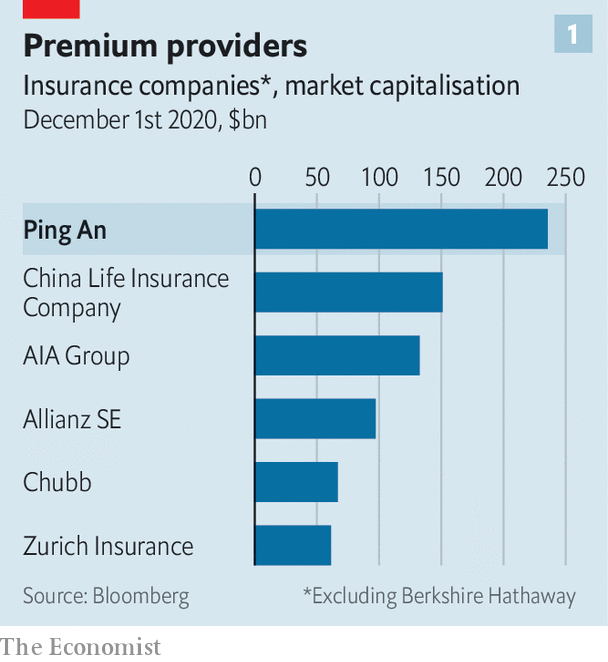 Premium providers
1
Insurance companies*, market capitalisation
December 1st 2020, $bn
0 50 100 150 200 250
Ping An
China Life Insurance
Company
AIA Group
Allianz SE
Chubb
Zurich Insurance
Source: Bloomberg
*Excluding Berkshire Hathaway
The Economist